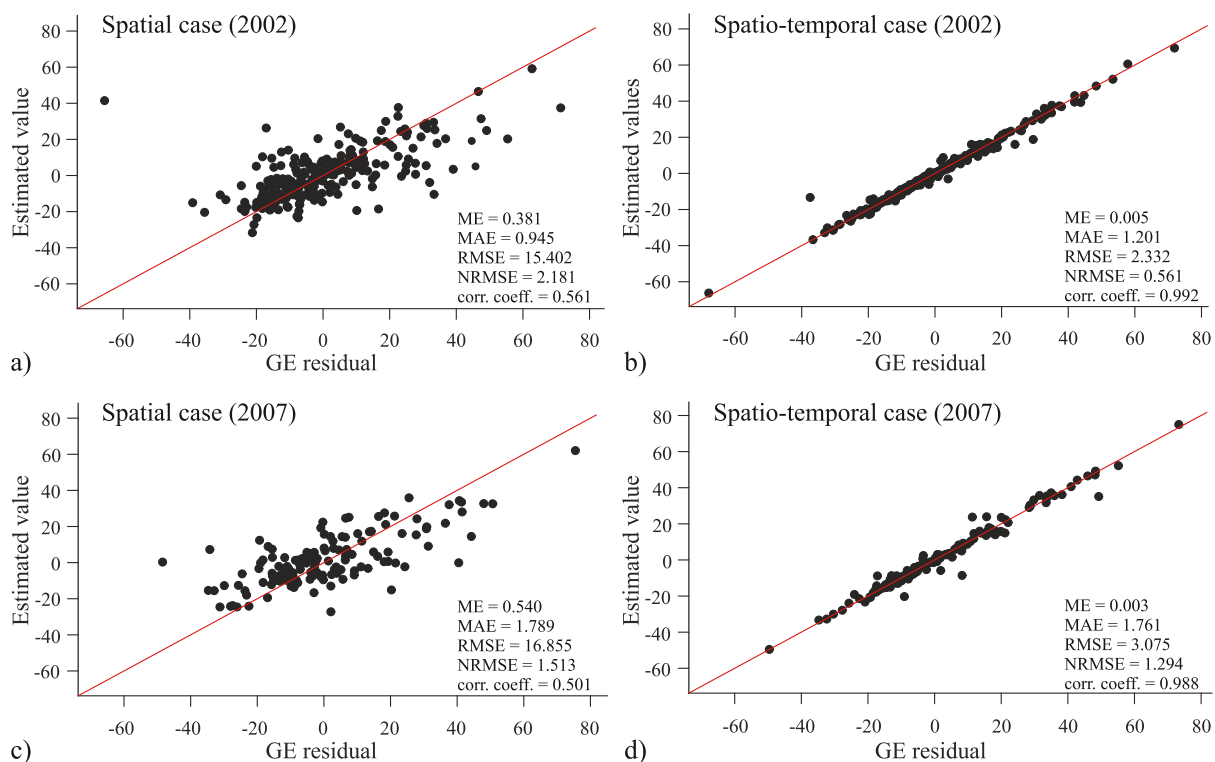 Spatial case (2002)
80
60
40
20
0
-20
-40
-60
Estimated value
ME = 0.381
MAE = 0.945
RMSE = 15.402
NRMSE = 2.181
corr. coeff. = 0.561
-60 -40 -20 0 20 40 60 80
GE residual
a)
Spatio-temporal case (2002)
80
60
40
20
0
-20
-40
-60
Estimated values
ME = 0.005
MAE = 1.201
RMSE = 2.332
NRMSE = 0.561
corr. coeff. = 0.992
-60 -40 -20 0 20 40 60 80
GE residual
b)
Spatial case (2007)
80
60
40
20
0
-20
-40
-60
Estimated value
ME = 0.540
MAE = 1.789
RMSE = 16.855
NRMSE = 1.513
corr. coeff. = 0.501
-60 -40 -20 0 20 40 60 80
GE residual
c)
Spatio-temporal case (2007)
80
60
40
20
0
-20
-40
-60
Estimated value
ME = 0.003
MAE = 1.761
RMSE = 3.075
NRMSE = 1.294
corr. coeff. = 0.988
-60 -40 -20 0 20 40 60 80
GE residual
d)